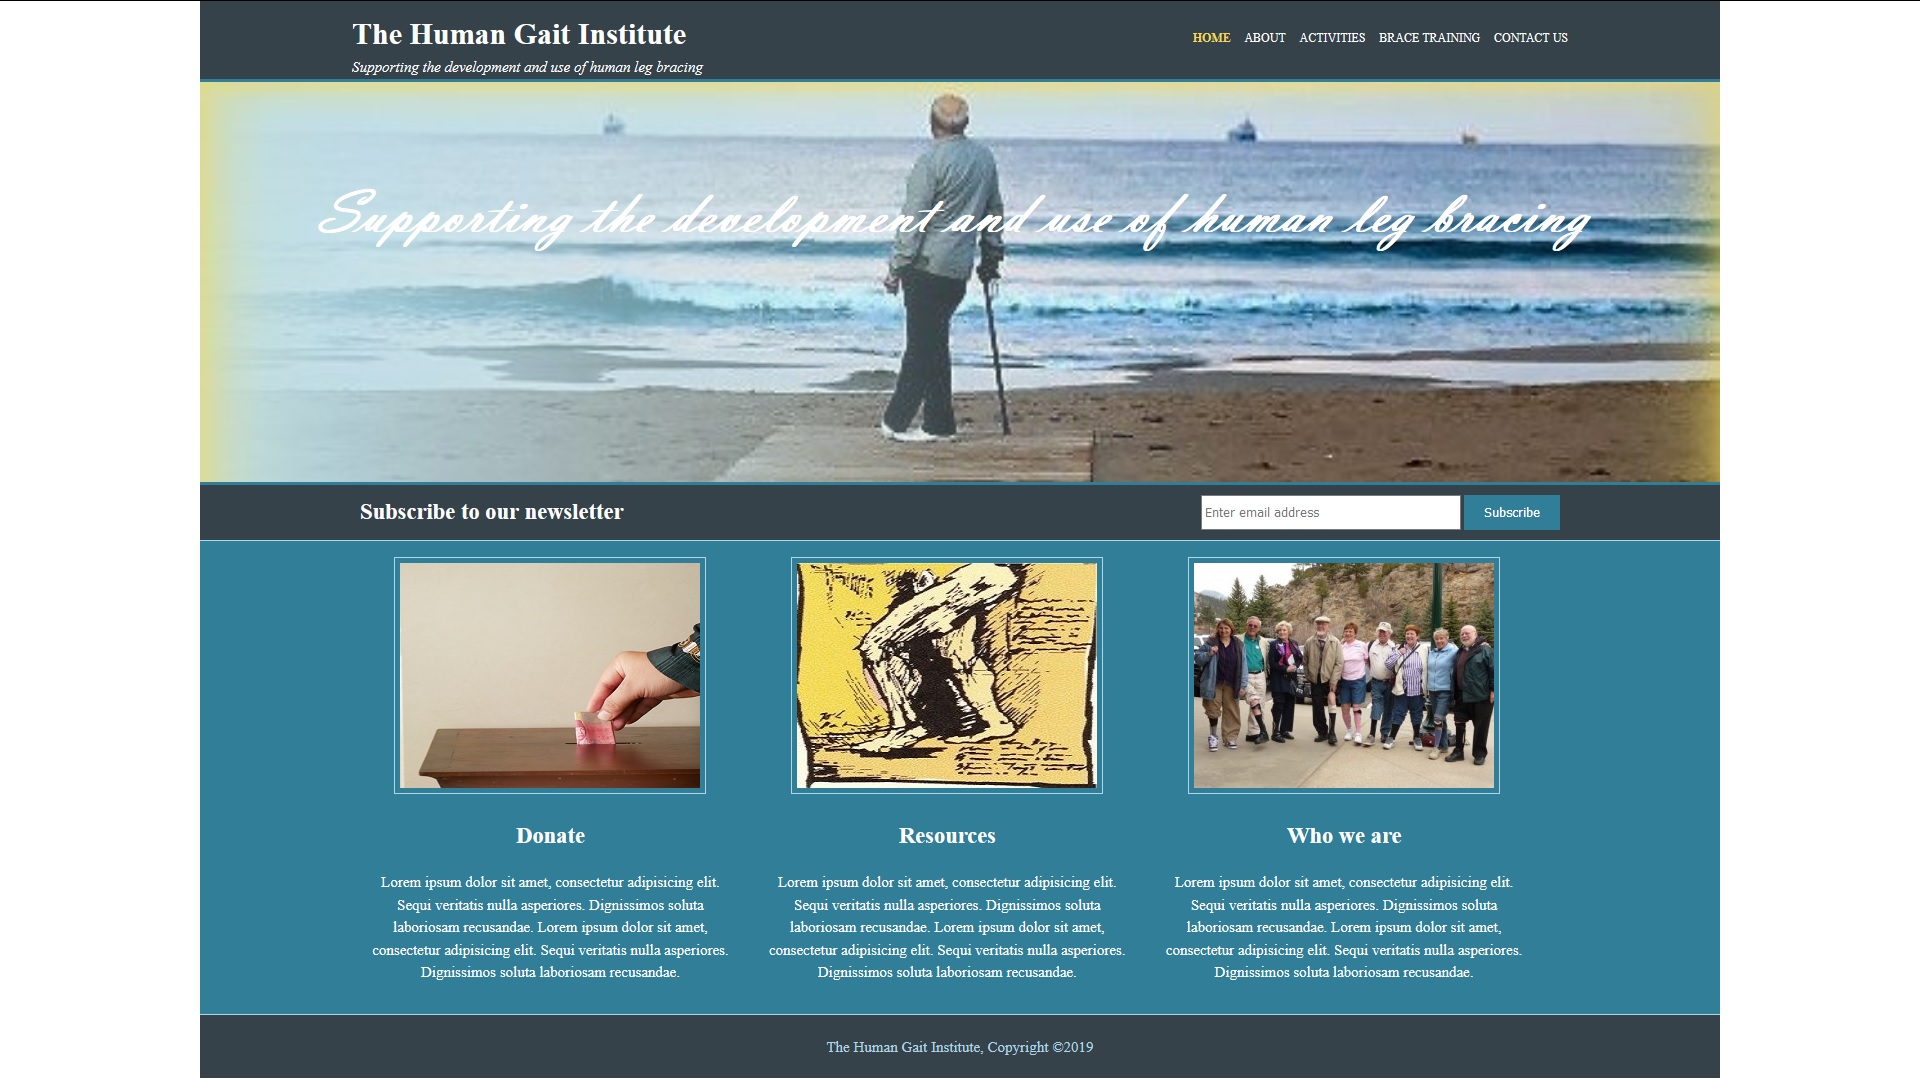 The Human Gait Institute
Supporting the development and use of human leg bracing
HOME ABOUT ACTIVITIES BRACE TRAINING CONTACT US
Supporting the development and use of human leg bracing
Subscribe to our newsletter
Enter email address
Subscribe
Donate
Lorem ipsum dolor sit amet, consectetur adipisicing elit.
Sequi veritatis nulla asperiores. Dignissimos soluta
laboriosam recusandae. Lorem ipsum dolor sit amet,
consectetur adipisicing elit. Sequi veritatis nulla asperiores.
Dignissimos soluta laboriosam recusandae.
Resources
Lorem ipsum dolor sit amet, consectetur adipisicing elit.
Sequi veritatis nulla asperiores. Dignissimos soluta
laboriosam recusandae. Lorem ipsum dolor sit amet,
consectetur adipisicing elit. Sequi veritatis nulla asperiores.
Dignissimos soluta laboriosam recusandae.
Who we are
Lorem ipsum dolor sit amet, consectetur adipisicing elit.
Sequi veritatis nulla asperiores. Dignissimos soluta
laboriosam recusandae. Lorem ipsum dolor sit amet,
consectetur adipisicing elit. Sequi veritatis nulla asperiores.
Dignissimos soluta laboriosam recusandae.
The Human Gait Institute, Copyright ©2019